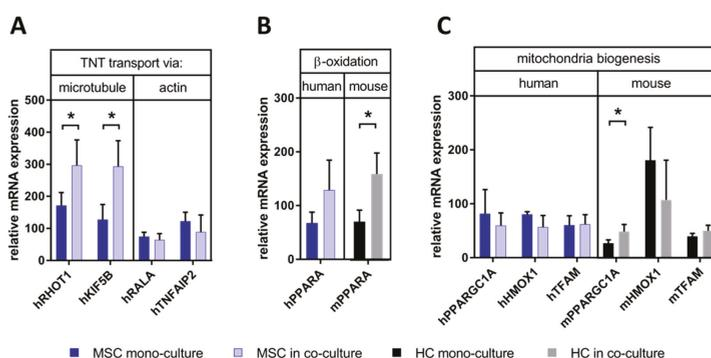 A
TNT transport via:
microtubule actin
relative mRNA expression
500
400
300
200
100
0
* *
hRHOT1 hKIF5B hRALA hTNFAIP2
B
β-oxidation
human mouse
relative mRNA expression
300
200
100
0
*
hPPARA mPPARA
C
mitochondria biogenesis
human mouse
relative mRNA expression
300
200
100
0
*
hPPARGC1A hHMOX1 hTFAM mPPARGC1A mHMOX1 mTFAM
MSC mono-culture MSC in co-culture HC mono-culture HC in co-culture